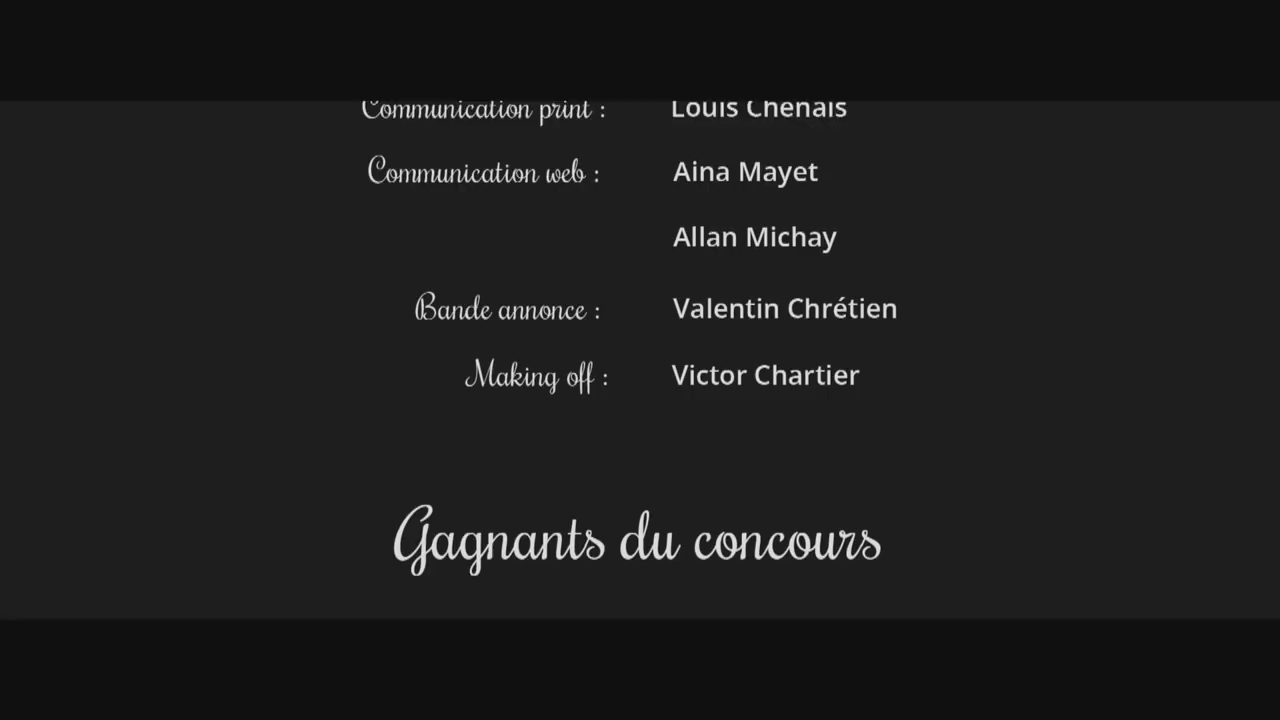 Communication print : Louis Chenais
Communication web : Aina Mayet
Allan Michay
Bande annonce : Valentin Chrétien
Making off : Victor Chartier
Gagnants du concours